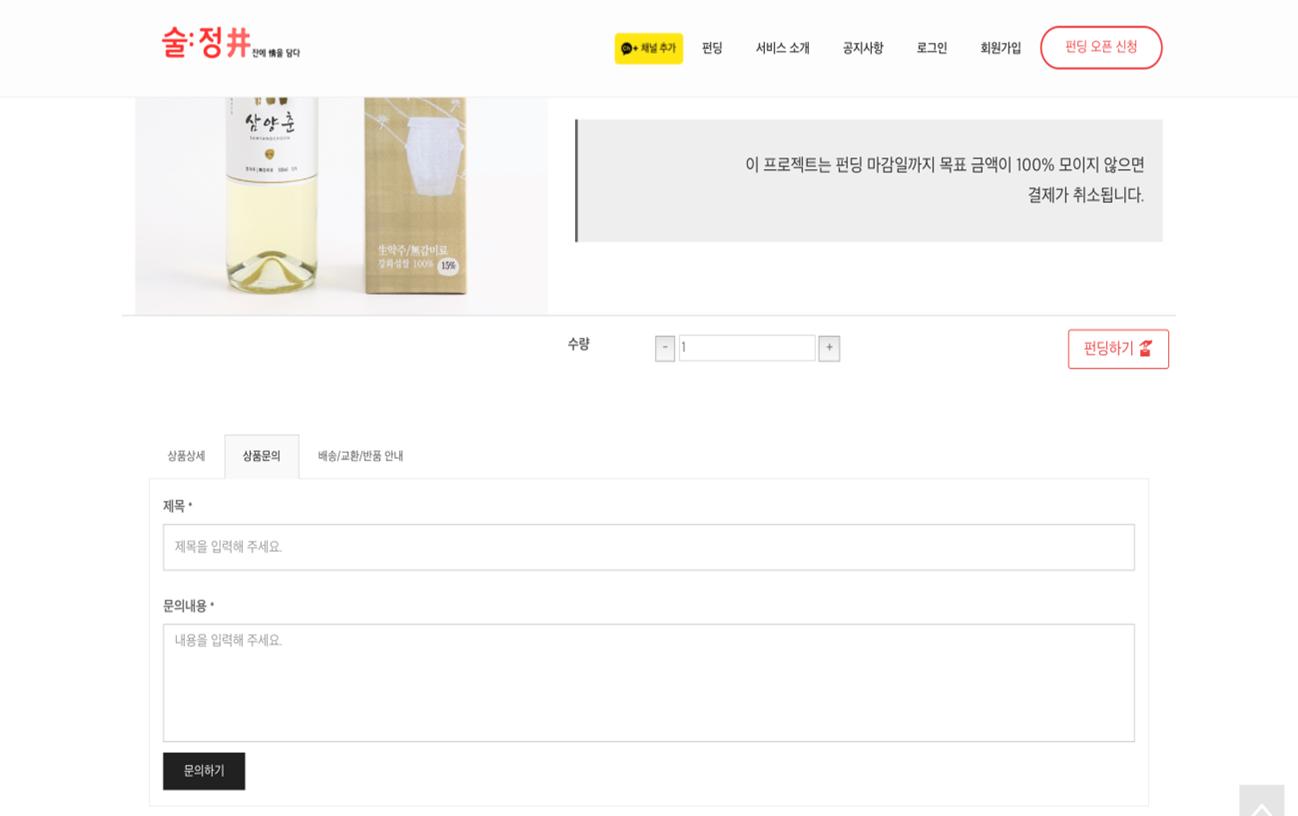 술:정井 잔에 情을 담다
채널 추가
펀딩
서비스 소개
공지사항
로그인
회원가입
펀딩 오픈 신청
삼양춘
SAMYANGCHOON
生약주/無감미료
강화섬쌀 100%
15%
이 프로젝트는 펀딩 마감일까지 목표 금액이 100% 모이지 않으면
결제가 취소됩니다.
수량
-
1
+
펀딩하기
상품상세
상품문의
배송/교환/반품 안내
제목 *
제목을 입력해 주세요.
문의내용 *
내용을 입력해 주세요.
문의하기